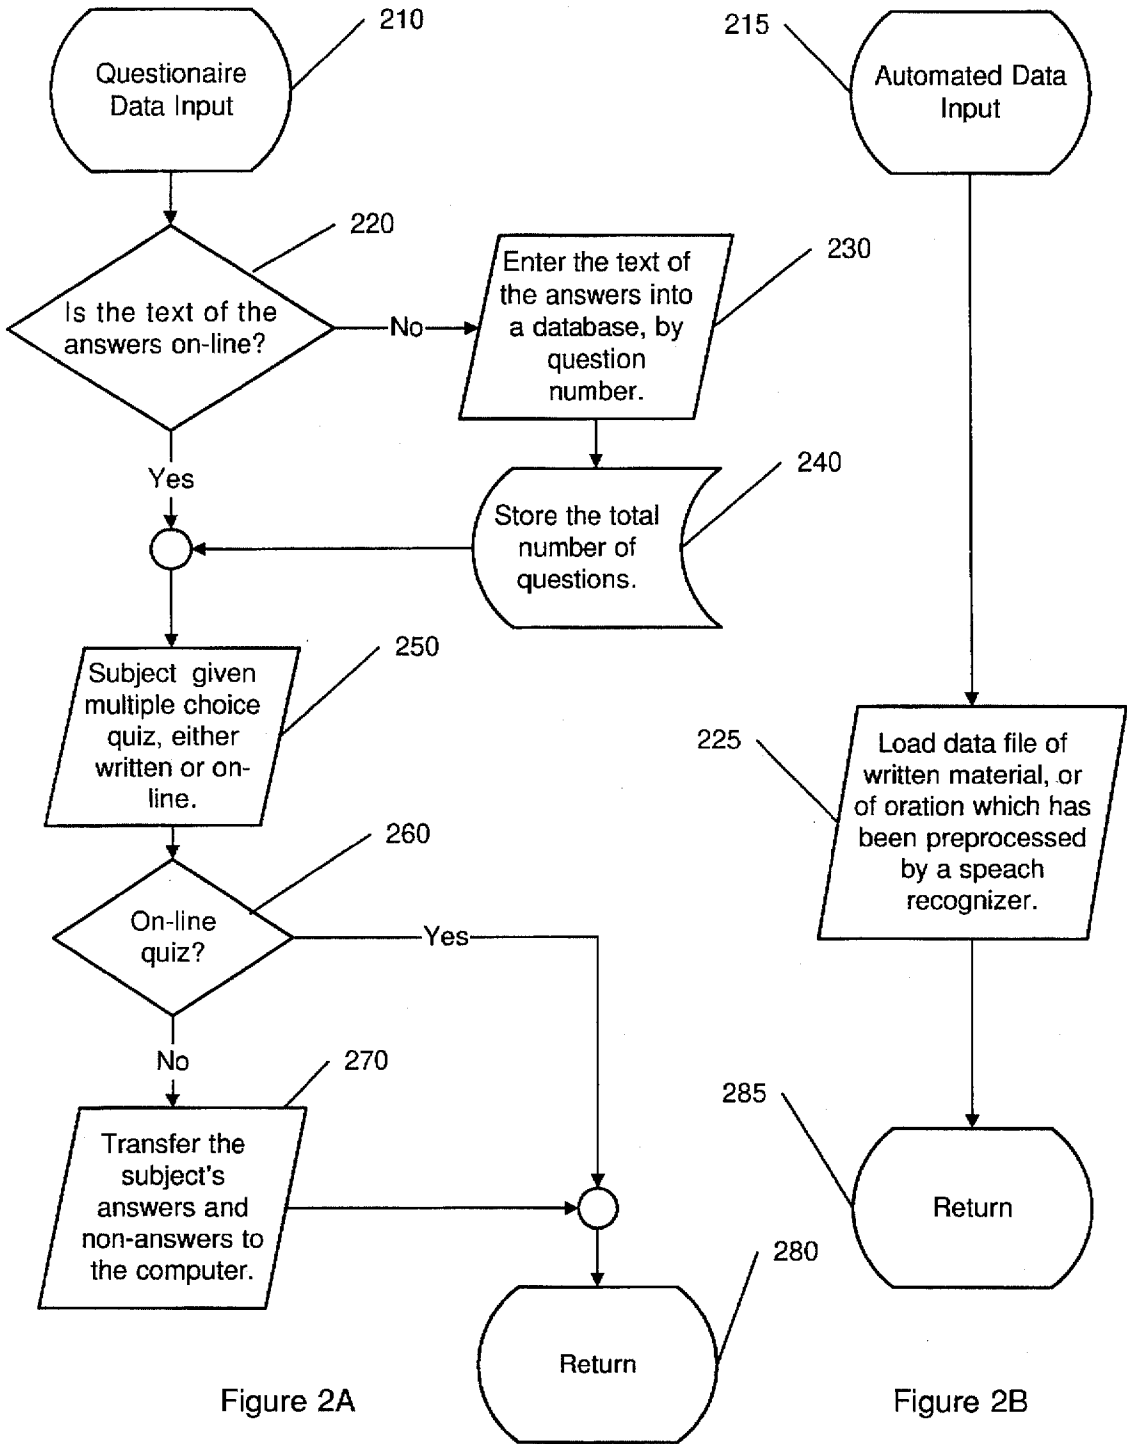 210
Questionaire
Data Input
220
Is the text of the
answers on-line?
No
Yes
230
Enter the text of
the answers into
a database, by
question
number.
240
Store the total
number of
questions.
250
Subject given
multiple choice
quiz, either
written or on-
line.
260
On-line
quiz?
Yes
No
270
Transfer the
subject's
answers and
non-answers to
the computer.
280
Return
Figure 2A
215
Automated Data
Input
225
Load data file of
written material, or
of oration which has
been preprocessed
by a speach
recognizer.
285
Return
Figure 2B